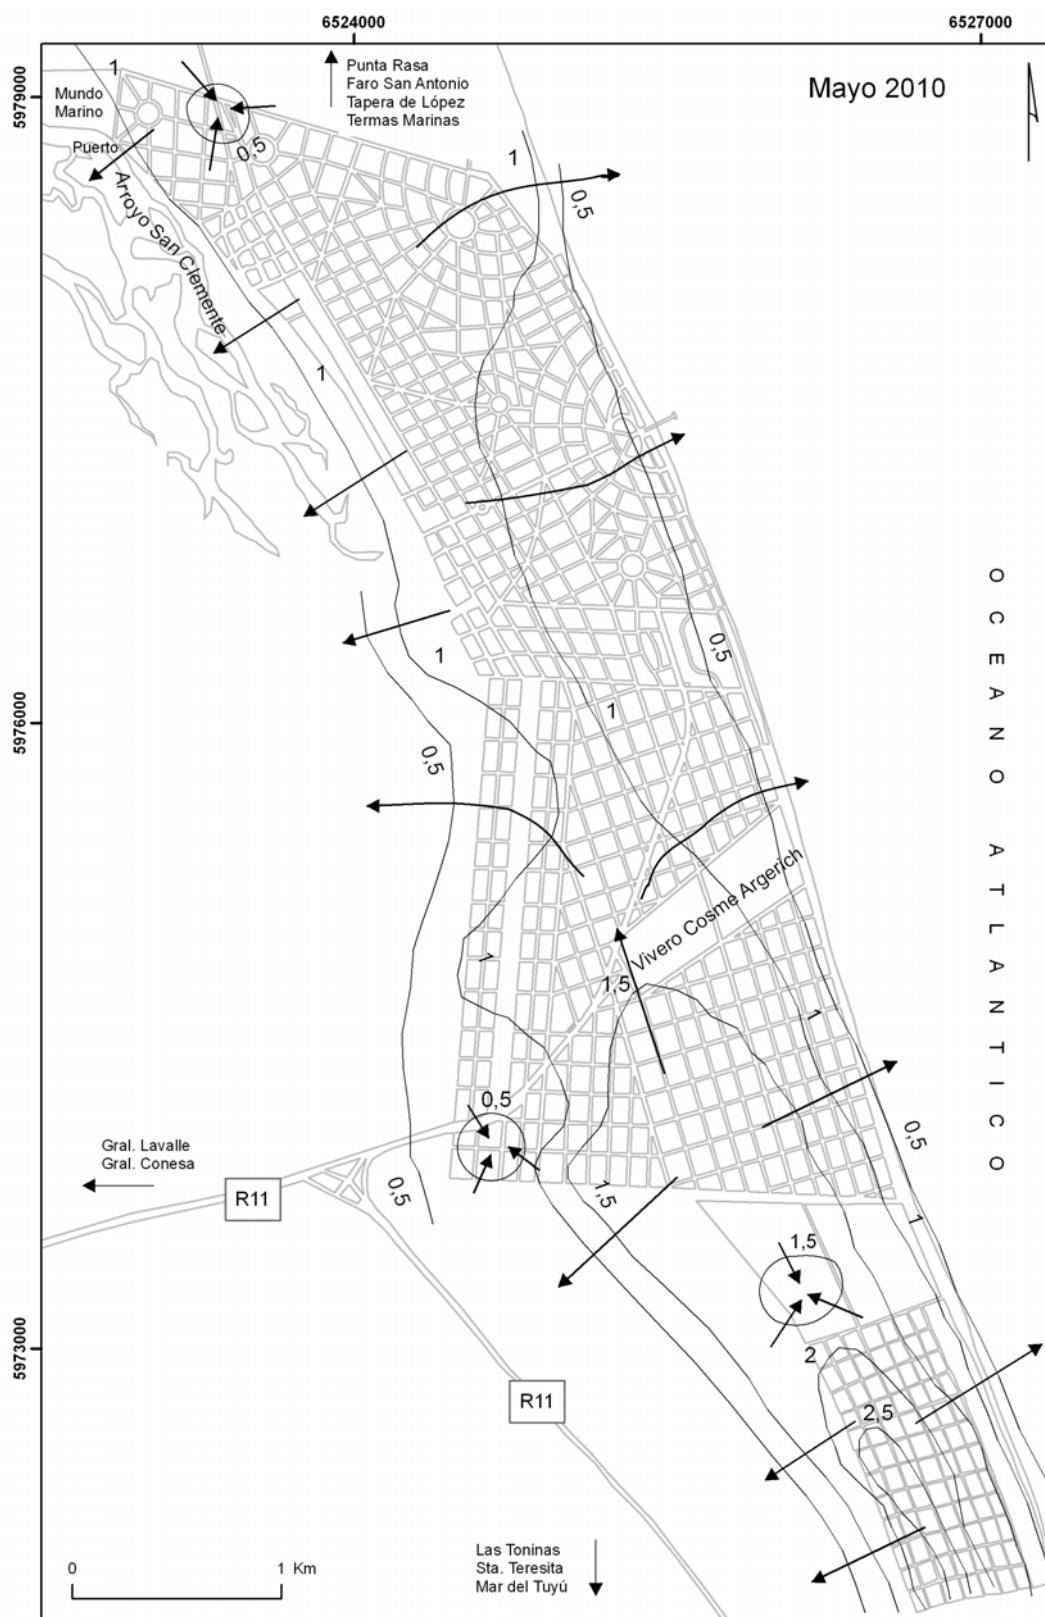 6524000
6527000
5979000
5976000
5973000
Mayo 2010
Punta Rasa
Faro San Antonio
Tapera de López
Termas Marinas
1
Mundo
Marino
Puerto
0,5
1
0,5
Arroyo San Clemente
1
1
0,5
1
0,5
OCEANO ATLANTICO
Vivero Cosme Argerich
1
1,5
1
0,5
0,5
Gral. Lavalle
Gral. Conesa
R11
0,5
1,5
1
1,5
2
2,5
R11
Las Toninas
Sta. Teresita
Mar del Tuyú
0
1 Km